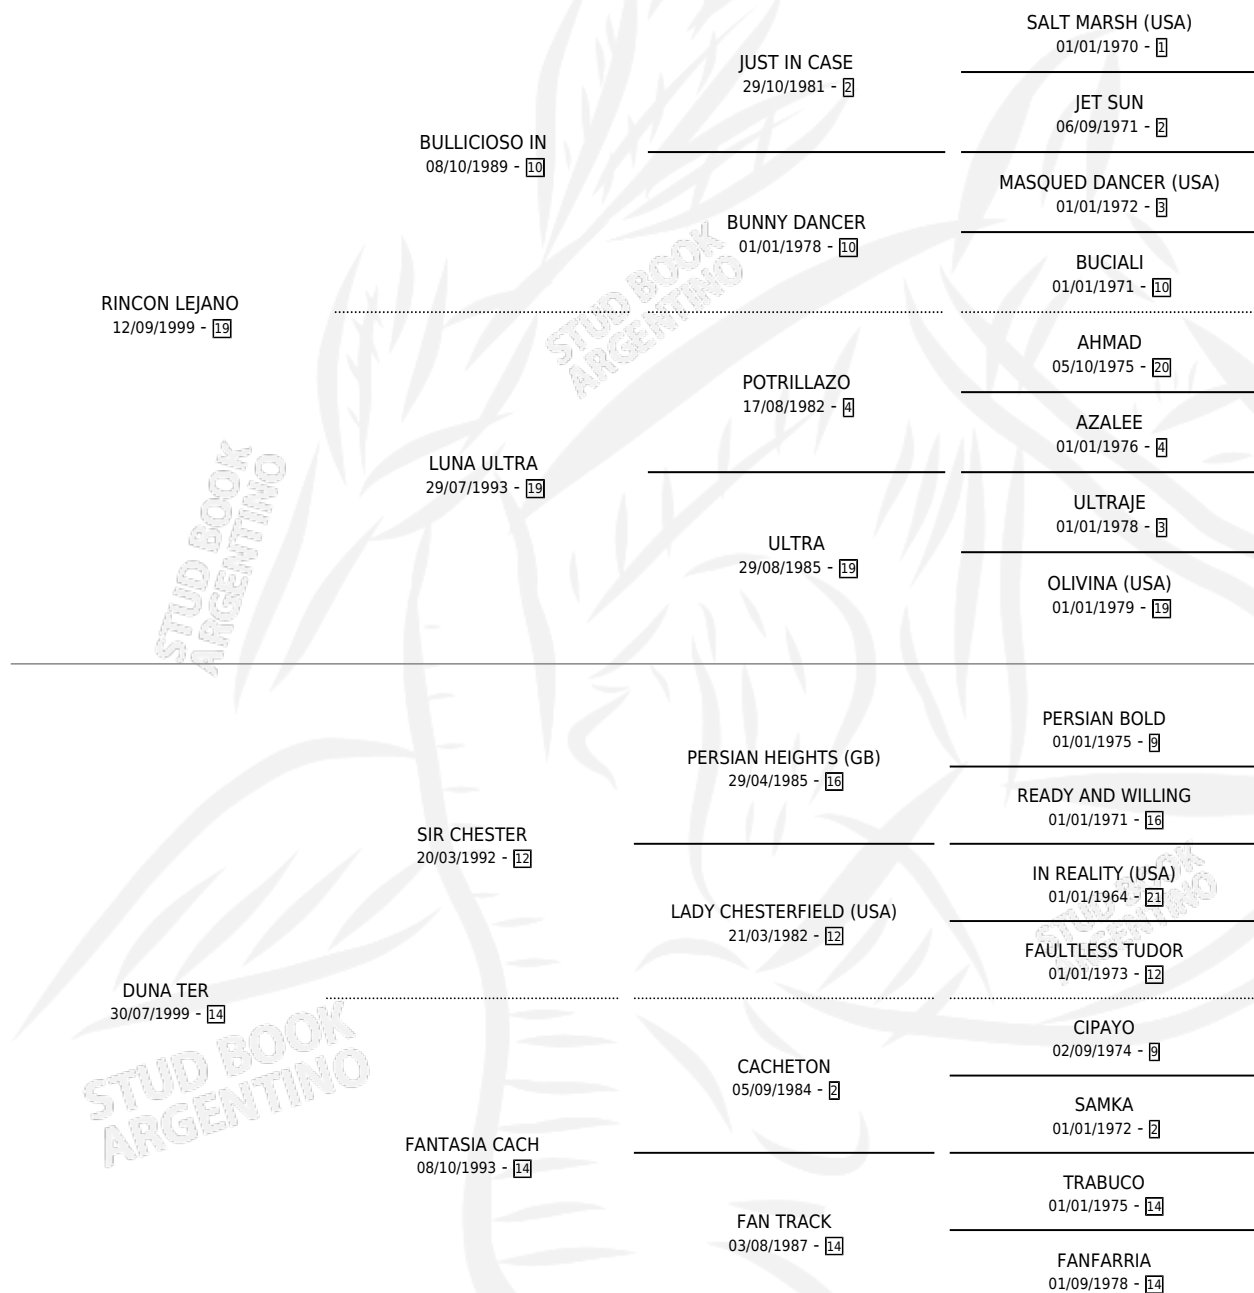 SALT MARSH (USA)
01/01/1970 - 1
JUST IN CASE
29/10/1981 - 2
JET SUN
06/09/1971 - 2
BULLICIOSO IN
08/10/1989 - 10
MASQUED DANCER (USA)
01/01/1972 - 3
BUNNY DANCER
01/01/1978 - 10
BUCIALI
01/01/1971 - 10
RINCON LEJANO
12/09/1999 - 19
AHMAD
05/10/1975 - 20
POTRILLAZO
17/08/1982 - 4
AZALEE
01/01/1976 - 4
LUNA ULTRA
29/07/1993 - 19
ULTRAJE
01/01/1978 - 3
ULTRA
29/08/1985 - 19
OLIVINA (USA)
01/01/1979 - 19
STUD BOOK
ARGENTINO
STUD BOOK
ARGENTINO
PERSIAN BOLD
01/01/1975 - 9
PERSIAN HEIGHTS (GB)
29/04/1985 - 16
READY AND WILLING
01/01/1971 - 16
SIR CHESTER
20/03/1992 - 12
IN REALITY (USA)
01/01/1964 - 21
LADY CHESTERFIELD (USA)
21/03/1982 - 12
FAULTLESS TUDOR
01/01/1973 - 12
DUNA TER
30/07/1999 - 14
CIPAYO
02/09/1974 - 9
CACHETON
05/09/1984 - 2
SAMKA
01/01/1972 - 2
FANTASIA CACH
08/10/1993 - 14
TRABUCO
01/01/1975 - 14
FAN TRACK
03/08/1987 - 14
FANFARRIA
01/09/1978 - 14
STUD BOOK
ARGENTINO
STUD BOOK
ARGENTINO